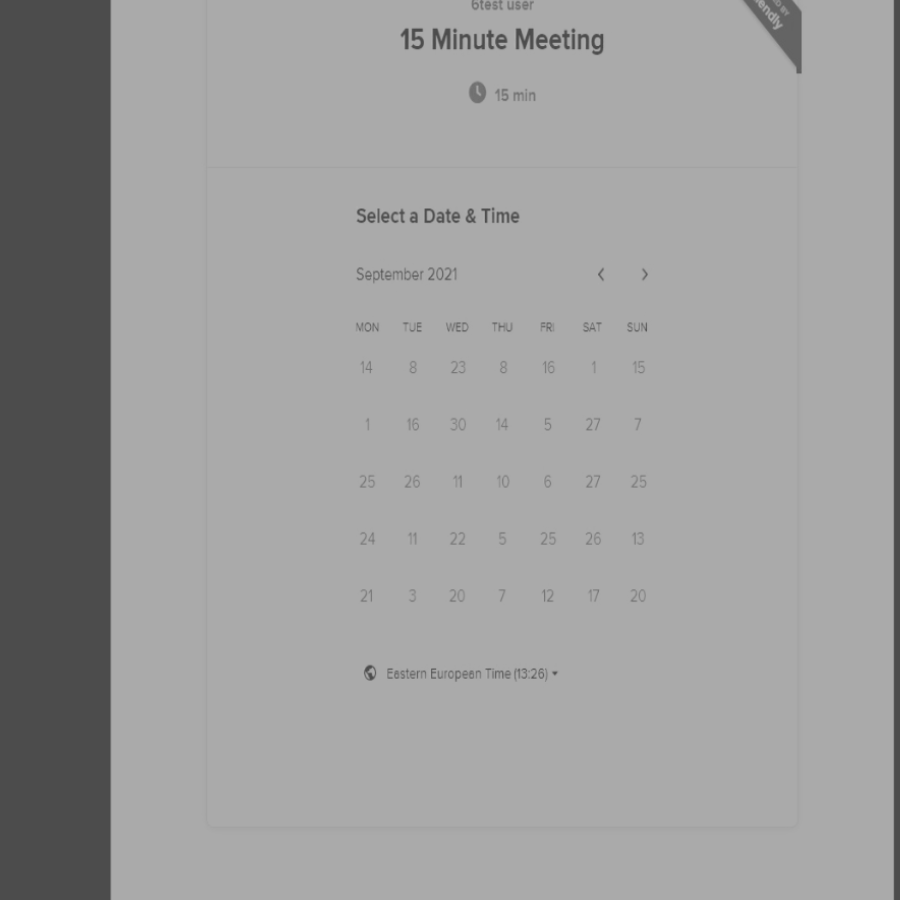 6test user
15 Minute Meeting
15 min
Select a Date & Time
September 2021
MON TUE WED THU FRI SAT SUN
14 8 23 8 16 1 15
1 16 30 14 5 27 7
25 26 11 10 6 27 25
24 11 22 5 25 26 13
21 3 20 7 12 17 20
Eastern European Time (13:26)